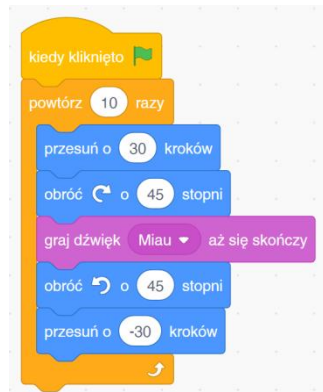 kiedy kliknięto
powtórz 10 razy
przesuń o 30 kroków
obróć o 45 stopni
graj dźwięk Miau aż się skończy
obróć o 45 stopni
przesuń o -30 kroków